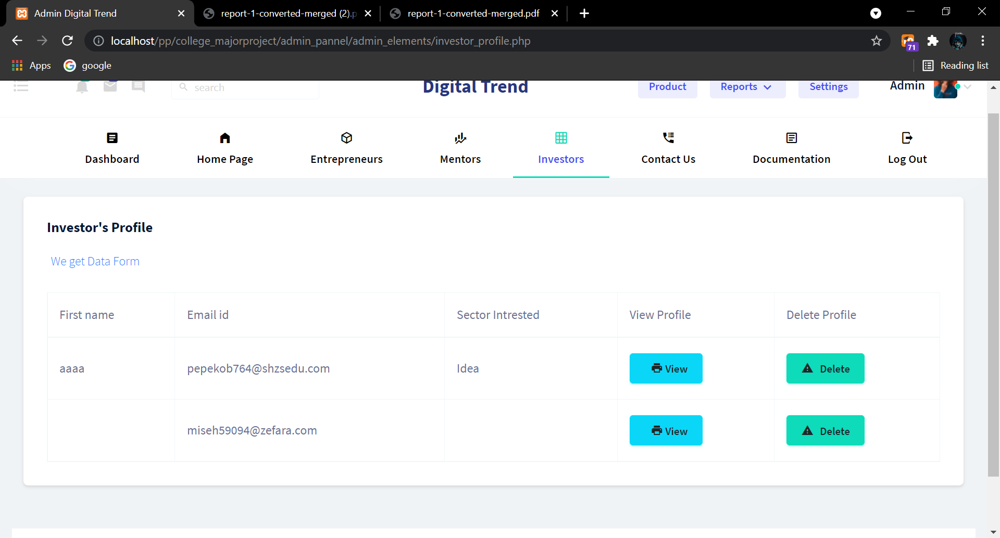 Admin Digital Trend
report-1-converted-merged (2).p
report-1-converted-merged.pdf
localhost/pp/college_majorproject/admin_pannel/admin_elements/investor_profile.php
71
Apps
google
Reading list
search
Digital Trend
Product
Reports
Settings
Admin
Dashboard
Home Page
Entrepreneurs
Mentors
Investors
Contact Us
Documentation
Log Out
Investor's Profile
We get Data Form
First name Email id Sector Intrested View Profile Delete Profile
aaaa pepekob764@shzsedu.com Idea View Delete
miseh59094@zefara.com View Delete